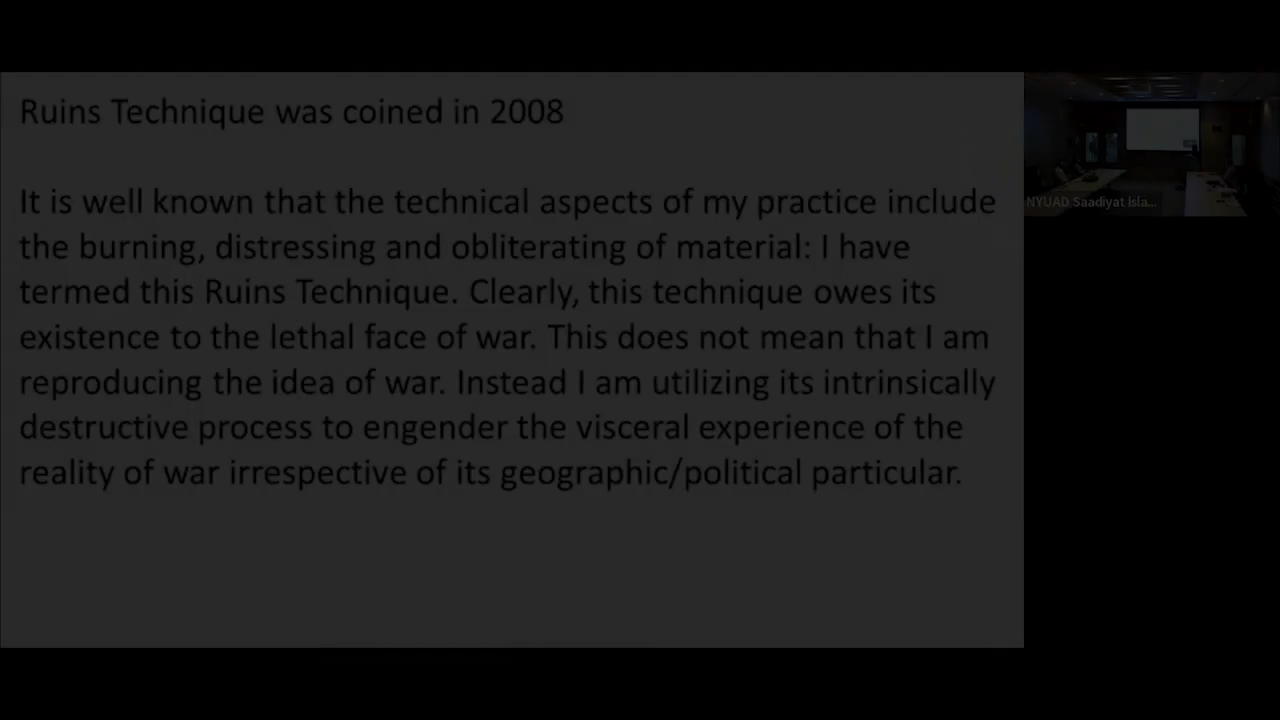 Ruins Technique was coined in 2008
It is well known that the technical aspects of my practice include
the burning, distressing and obliterating of material: I have
termed this Ruins Technique. Clearly, this technique owes its
existence to the lethal face of war. This does not mean that I am
reproducing the idea of war. Instead I am utilizing its intrinsically
destructive process to engender the visceral experience of the
reality of war irrespective of its geographic/political particular.
NYUAD Saadiyat Isla...